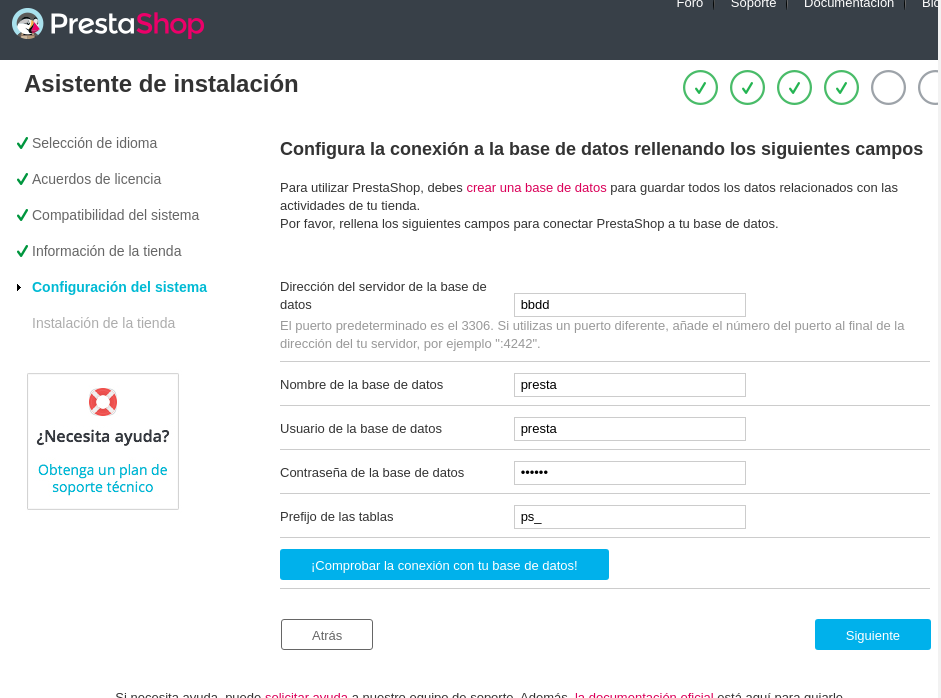 Foro Soporte Documentación
PrestaShop
Asistente de instalación
Selección de idioma
Acuerdos de licencia
Compatibilidad del sistema
Información de la tienda
Configuración del sistema
Instalación de la tienda
¿Necesita ayuda?
Obtenga un plan de
soporte técnico
Configura la conexión a la base de datos rellenando los siguientes campos
Para utilizar PrestaShop, debes crear una base de datos para guardar todos los datos relacionados con las
actividades de tu tienda.
Por favor, rellena los siguientes campos para conectar PrestaShop a tu base de datos.
Dirección del servidor de la base de
datos bbdd
El puerto predeterminado es el 3306. Si utilizas un puerto diferente, añade el número del puerto al final de la
dirección del tu servidor, por ejemplo ":4242".
Nombre de la base de datos presta
Usuario de la base de datos presta
Contraseña de la base de datos ••••••
Prefijo de las tablas ps_
¡Comprobar la conexión con tu base de datos!
Atrás Siguiente
Si necesita ayuda, puede solicitar ayuda a nuestro equipo de soporte. Además, la documentación oficial está aquí para guiarle.